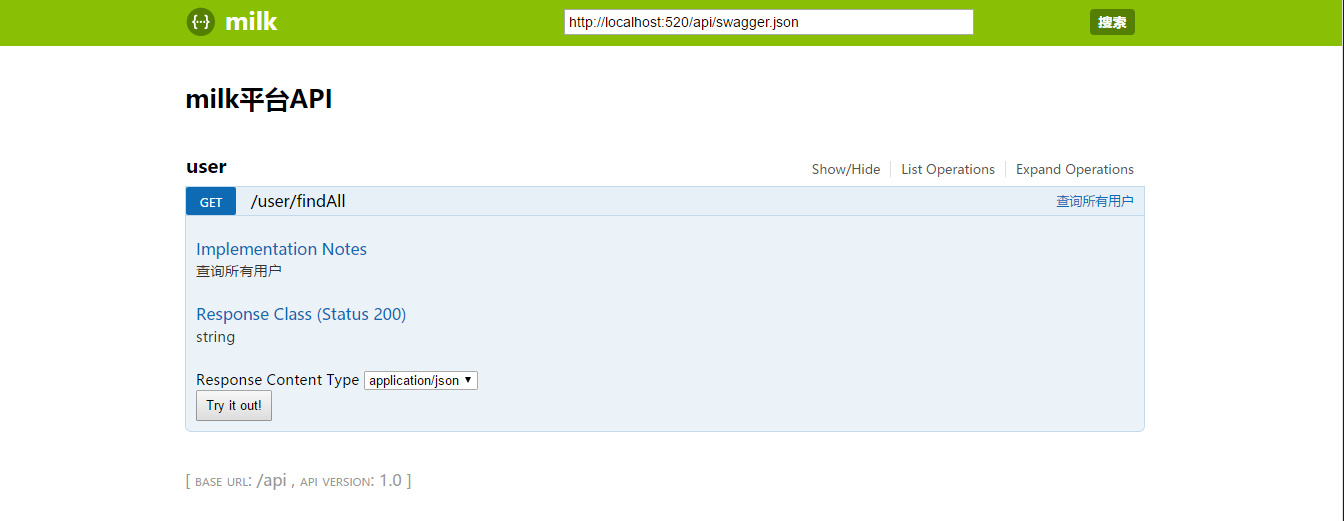 {···} milk http://localhost:520/api/swagger.json 搜索
milk平台API
user Show/Hide List Operations Expand Operations
GET /user/findAll 查询所有用户
Implementation Notes
查询所有用户
Response Class (Status 200)
string
Response Content Type application/json
Try it out!
[ BASE URL: /api , API VERSION: 1.0 ]